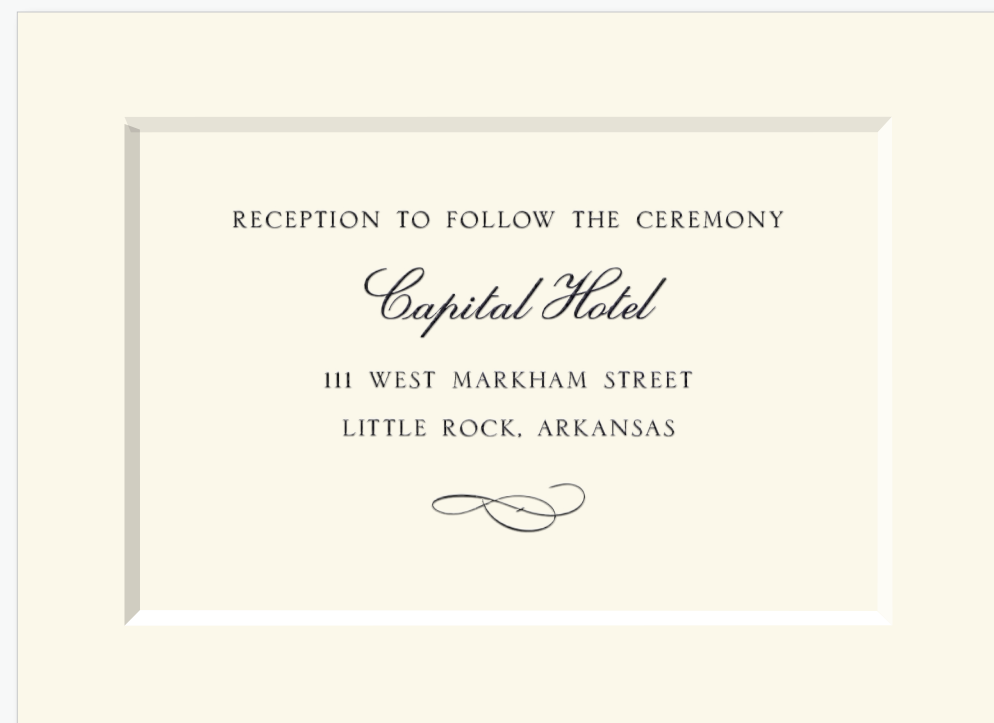 RECEPTION TO FOLLOW THE CEREMONY
Capital Hotel
111 WEST MARKHAM STREET
LITTLE ROCK, ARKANSAS